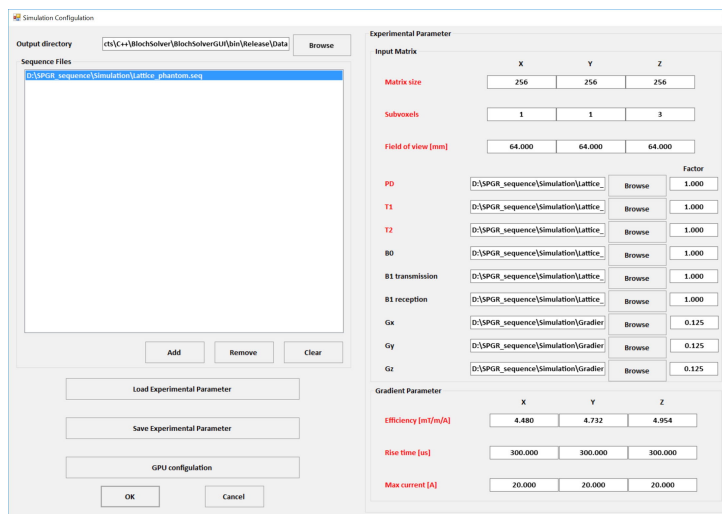 Simulation Configulation
Output directory
cts\C++\BlochSolver\BlochSolverGUI\bin\Release\Data
Browse
Sequence Files
D:\SPGR_sequence\Simulation\Lattice_phantom.seq
Add Remove Clear
Load Experimental Parameter
Save Experimental Parameter
GPU configulation
OK Cancel
Experimental Parameter
Input Matrix
X Y Z
Matrix size 256 256 256
Subvoxels 1 1 3
Field of view [mm] 64.000 64.000 64.000
Factor
PD D:\SPGR_sequence\Simulation\Lattice_ Browse 1.000
T1 D:\SPGR_sequence\Simulation\Lattice_ Browse 1.000
T2 D:\SPGR_sequence\Simulation\Lattice_ Browse 1.000
B0 D:\SPGR_sequence\Simulation\Lattice_ Browse 1.000
B1 transmission D:\SPGR_sequence\Simulation\Lattice_ Browse 1.000
B1 reception D:\SPGR_sequence\Simulation\Lattice_ Browse 1.000
Gx D:\SPGR_sequence\Simulation\Gradier Browse 0.125
Gy D:\SPGR_sequence\Simulation\Gradier Browse 0.125
Gz D:\SPGR_sequence\Simulation\Gradier Browse 0.125
Gradient Parameter
X Y Z
Efficiency [mT/m/A] 4.480 4.732 4.954
Rise time [us] 300.000 300.000 300.000
Max current [A] 20.000 20.000 20.000